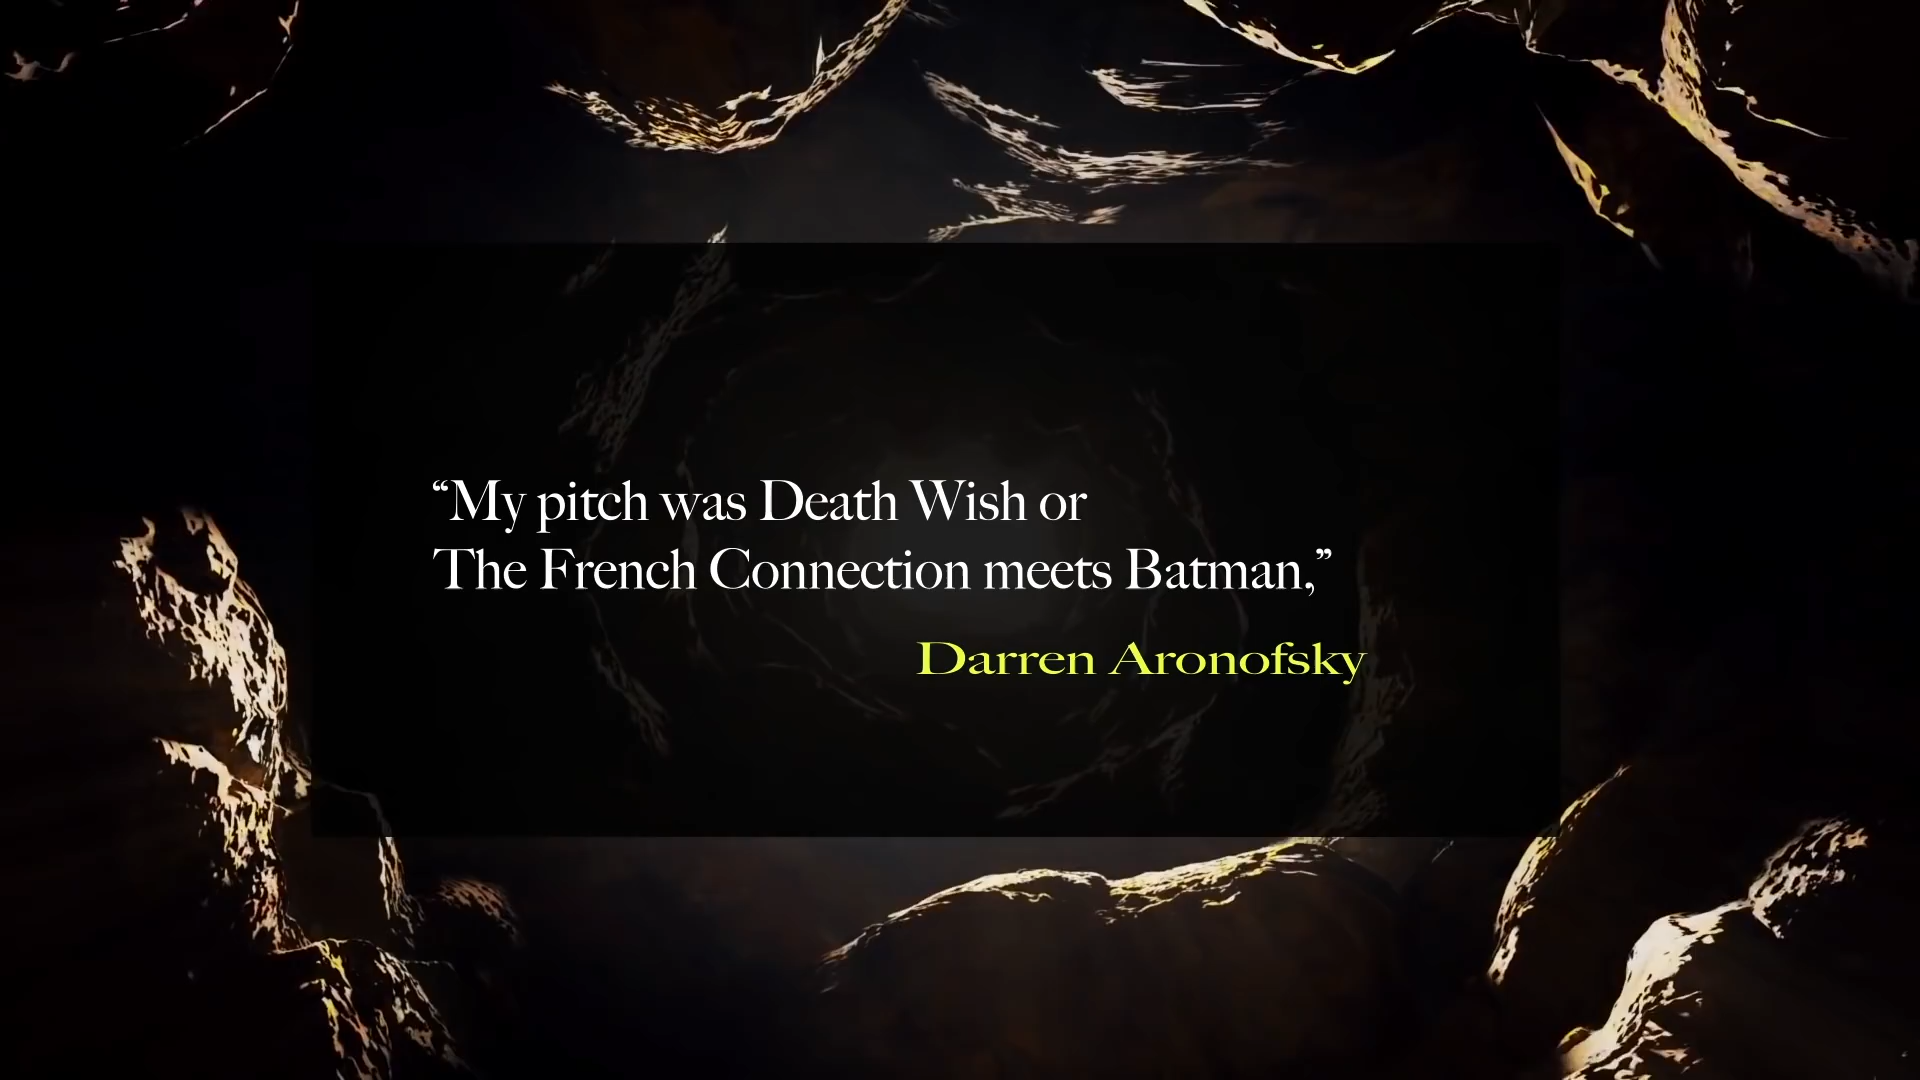 “My pitch was Death Wish or
The French Connection meets Batman,”
Darren Aronofsky